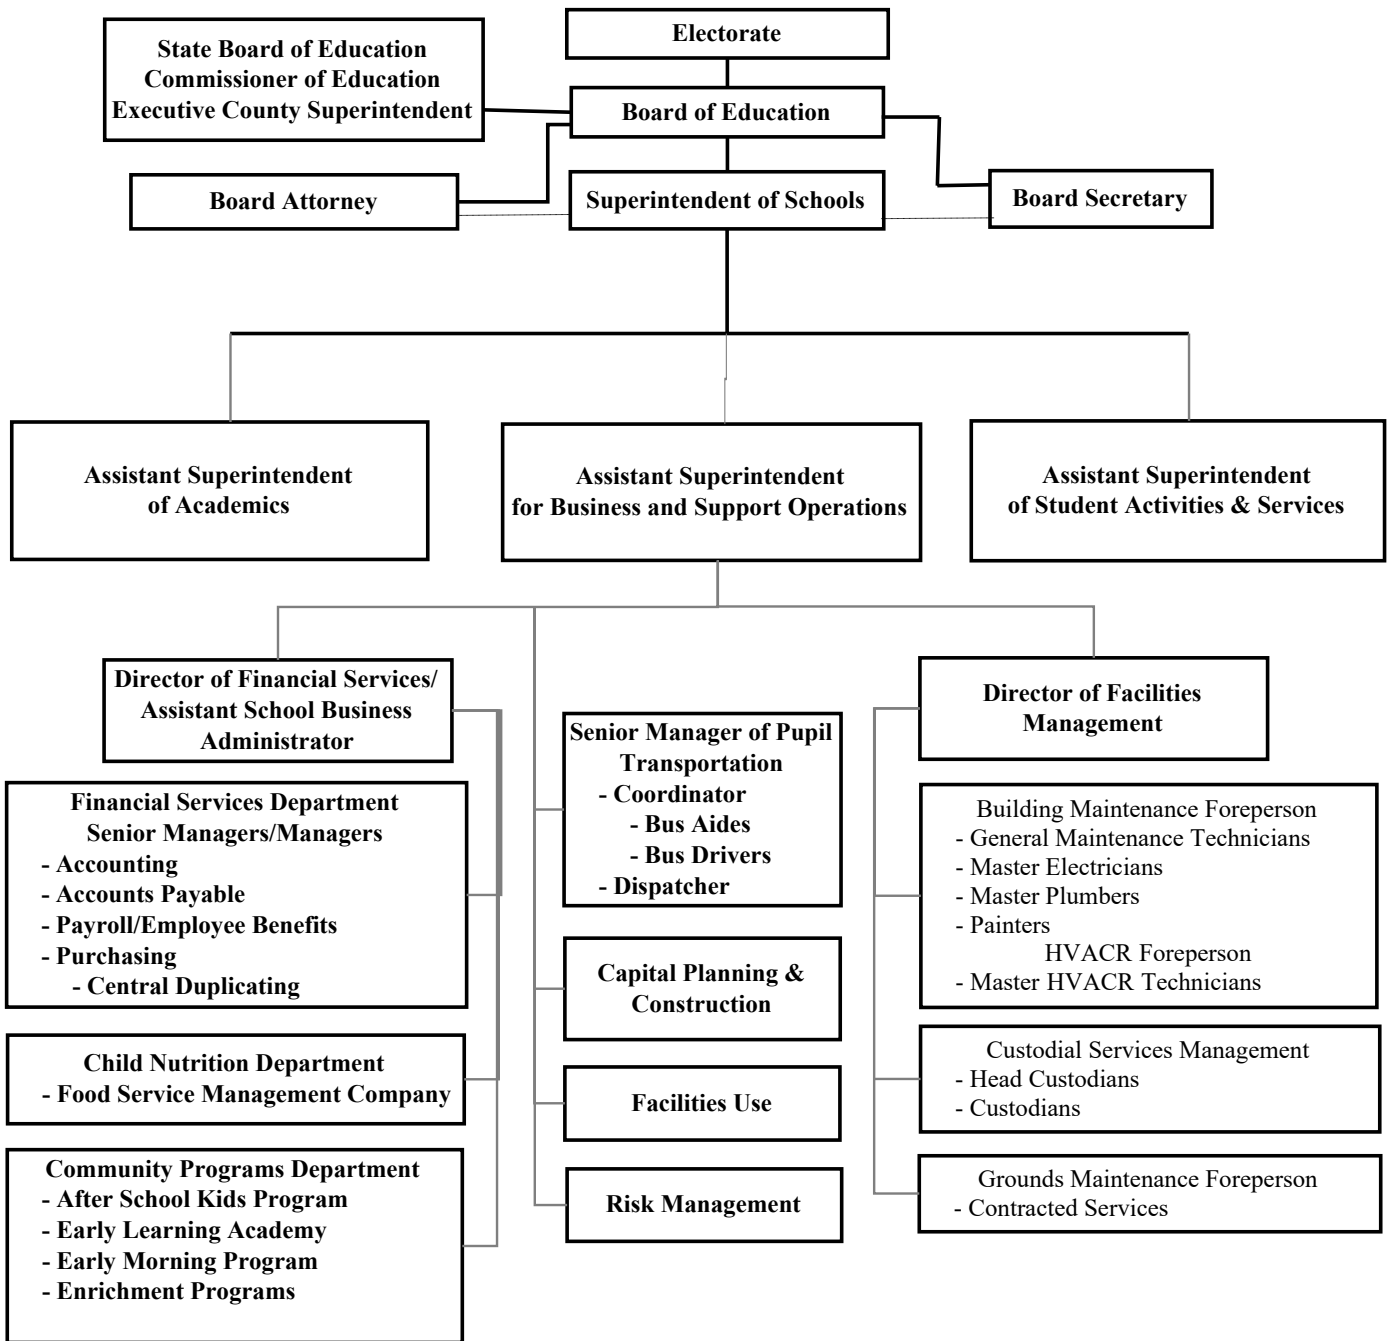 Electorate
State Board of Education
Commissioner of Education
Executive County Superintendent
Board of Education
Board Attorney
Superintendent of Schools
Board Secretary
Assistant Superintendent
of Academics
Assistant Superintendent
for Business and Support Operations
Assistant Superintendent
of Student Activities & Services
Director of Financial Services/
Assistant School Business
Administrator
Financial Services Department
Senior Managers/Managers
- Accounting
- Accounts Payable
- Payroll/Employee Benefits
- Purchasing
- Central Duplicating
Child Nutrition Department
- Food Service Management Company
Community Programs Department
- After School Kids Program
- Early Learning Academy
- Early Morning Program
- Enrichment Programs
Senior Manager of Pupil
Transportation
- Coordinator
- Bus Aides
- Bus Drivers
- Dispatcher
Capital Planning &
Construction
Facilities Use
Risk Management
Director of Facilities
Management
Building Maintenance Foreperson
- General Maintenance Technicians
- Master Electricians
- Master Plumbers
- Painters
HVACR Foreperson
- Master HVACR Technicians
Custodial Services Management
- Head Custodians
- Custodians
Grounds Maintenance Foreperson
- Contracted Services